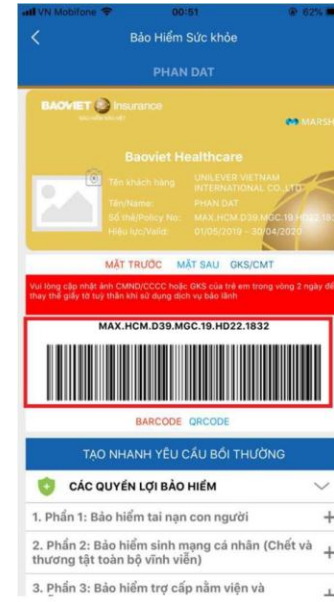 VN Mobifone 00:51 62%
Bảo Hiểm Sức khỏe
PHAN DAT
BAOVIET Insurance
MARSH
Baoviet Healthcare
Tên khách hàng UNILEVER VIETNAM
INTERNATIONAL CO.,LTD
Tên/Name: PHAN DAT
Số thẻ/Policy No: MAX.HCM.D39.MGC.19.HD22.183
Hiệu lực/Valid: 01/05/2019 - 30/04/2020
MẶT TRƯỚC MẶT SAU GKS/CMT
Vui lòng cập nhật ảnh CMND/CCCC hoặc GKS của trẻ em trong vòng 2 ngày để
thay thế giấy tờ tuỳ thân khi sử dụng dịch vụ bảo lãnh
MAX.HCM.D39.MGC.19.HD22.1832
BARCODE QRCODE
TẠO NHANH YÊU CẦU BỒI THƯỜNG
CÁC QUYỀN LỢI BẢO HIỂM
1. Phần 1: Bảo hiểm tai nạn con người
2. Phần 2: Bảo hiểm sinh mạng cá nhân (Chết và
thương tật toàn bộ vĩnh viễn)
3. Phần 3: Bảo hiểm trợ cấp nằm viện và